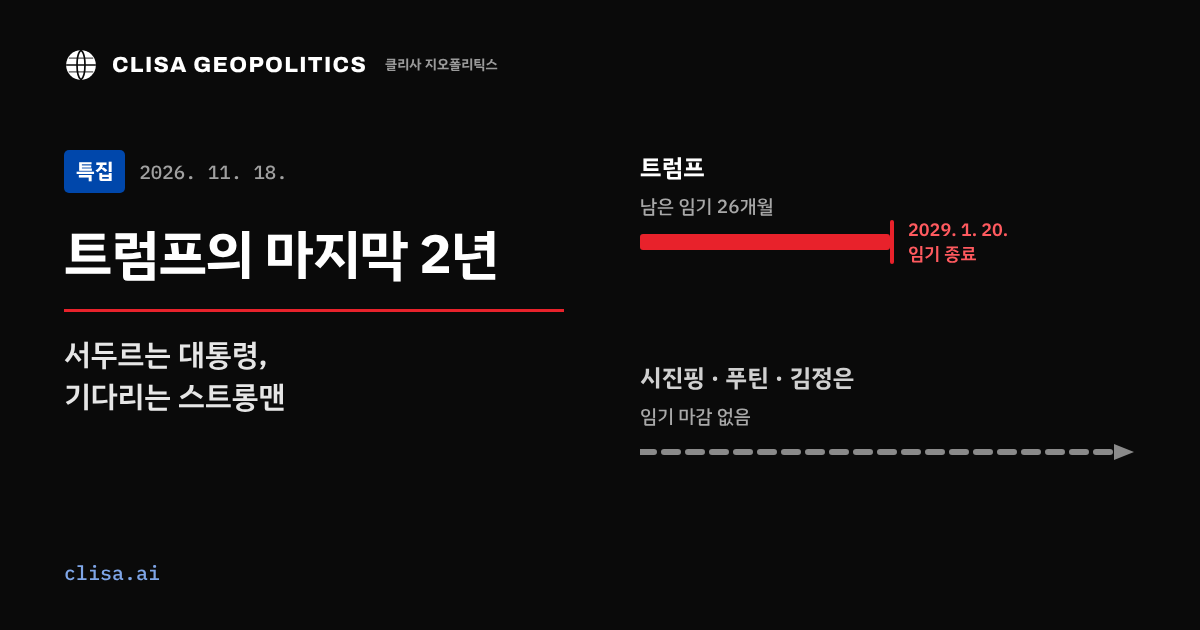 CLISA GEOPOLITICS 클리사 지오폴리틱스
특집 2026. 11. 18.
트럼프의 마지막 2년
서두르는 대통령,
기다리는 스트롱맨
트럼프
남은 임기 26개월
2029. 1. 20.
임기 종료
시진핑 · 푸틴 · 김정은
임기 마감 없음
clisa.ai